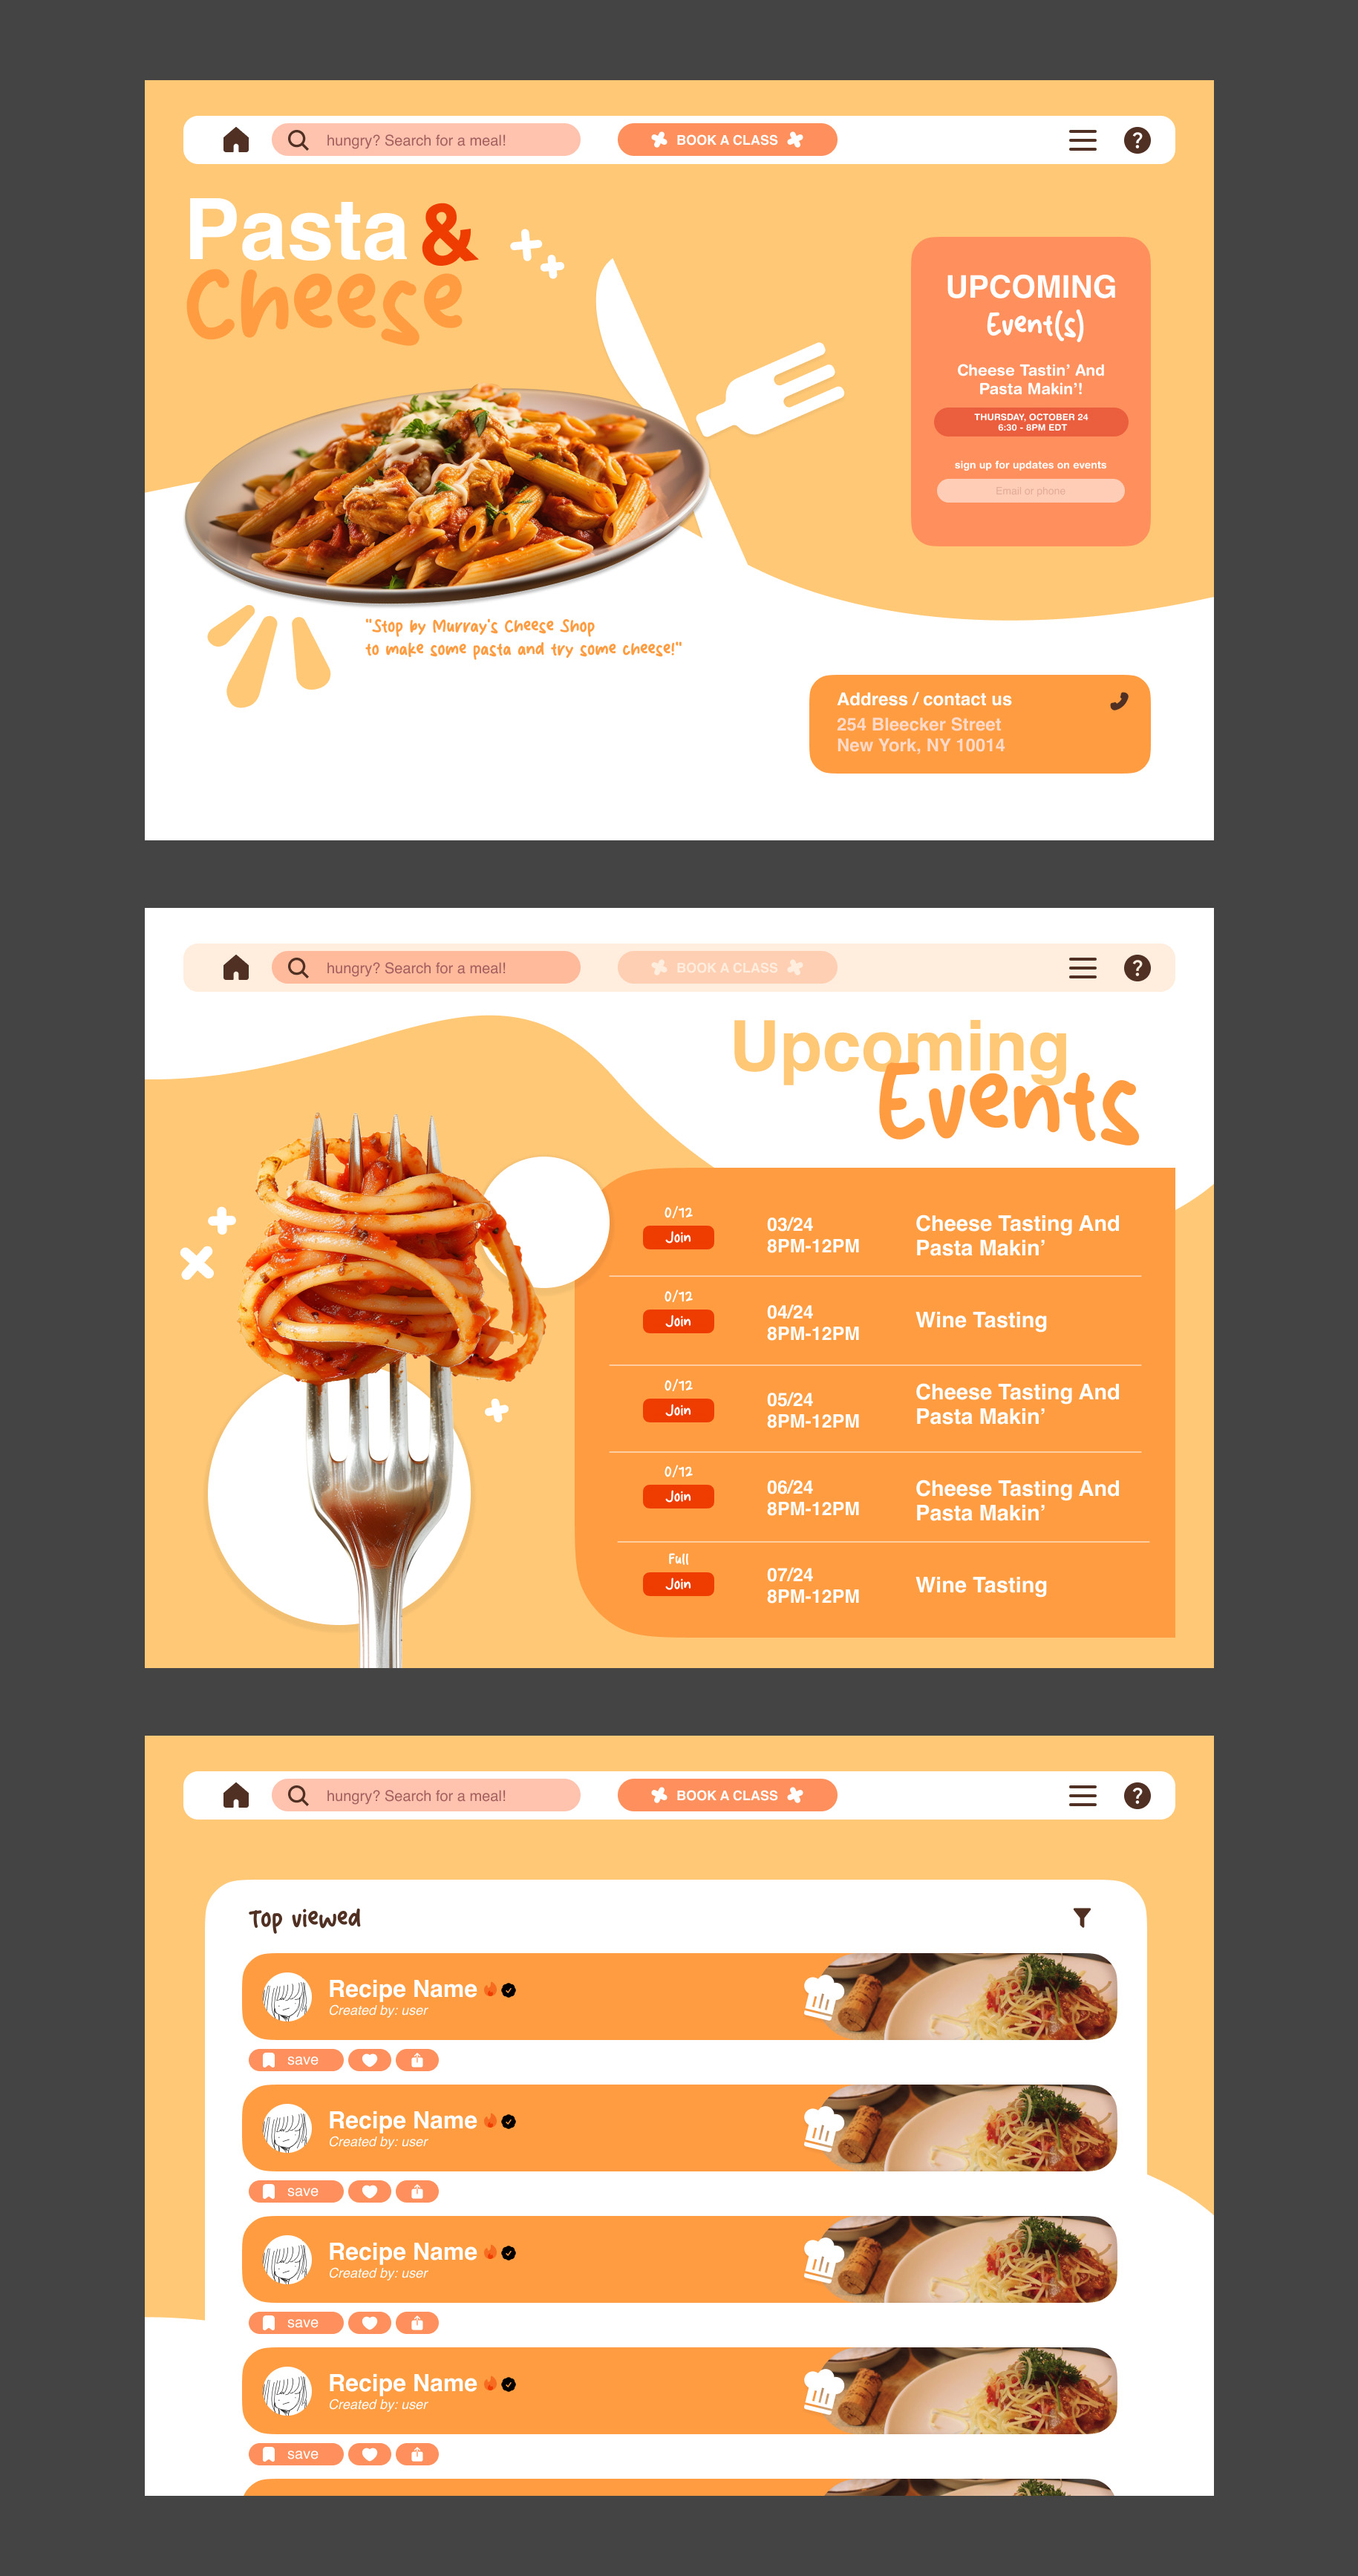 hungry? Search for a meal!
BOOK A CLASS
?
Pasta &
Cheese
UPCOMING
Event(s)
Cheese Tastin’ And
Pasta Makin’!
THURSDAY, OCTOBER 24
6:30 - 8PM EDT
sign up for updates on events
Email or phone
"Stop by Murray's Cheese Shop
to make some pasta and try some cheese!"
Address / contact us
254 Bleecker Street
New York, NY 10014
hungry? Search for a meal!
BOOK A CLASS
?
Upcoming
Events
0/12
Join
03/24
8PM-12PM
Cheese Tasting And
Pasta Makin’
0/12
Join
04/24
8PM-12PM
Wine Tasting
0/12
Join
05/24
8PM-12PM
Cheese Tasting And
Pasta Makin’
0/12
Join
06/24
8PM-12PM
Cheese Tasting And
Pasta Makin’
Full
Join
07/24
8PM-12PM
Wine Tasting
hungry? Search for a meal!
BOOK A CLASS
?
Top viewed
Recipe Name
Created by: user
save
Recipe Name
Created by: user
save
Recipe Name
Created by: user
save
Recipe Name
Created by: user
save